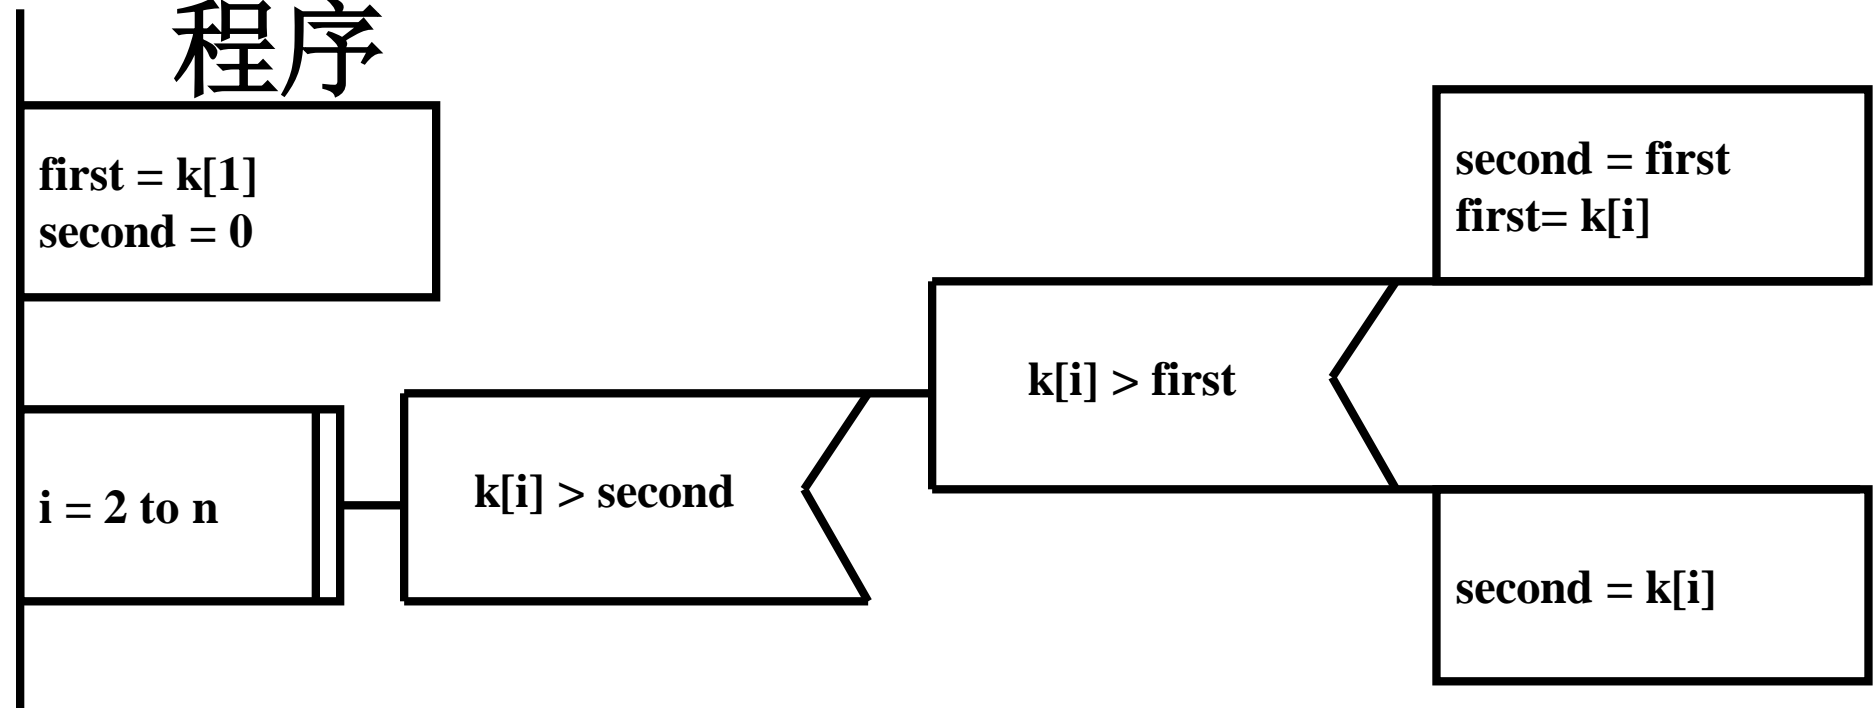 程序
first = k[1]
second = 0
i = 2 to n
k[i] > second
k[i] > first
second = first
first= k[i]
second = k[i]